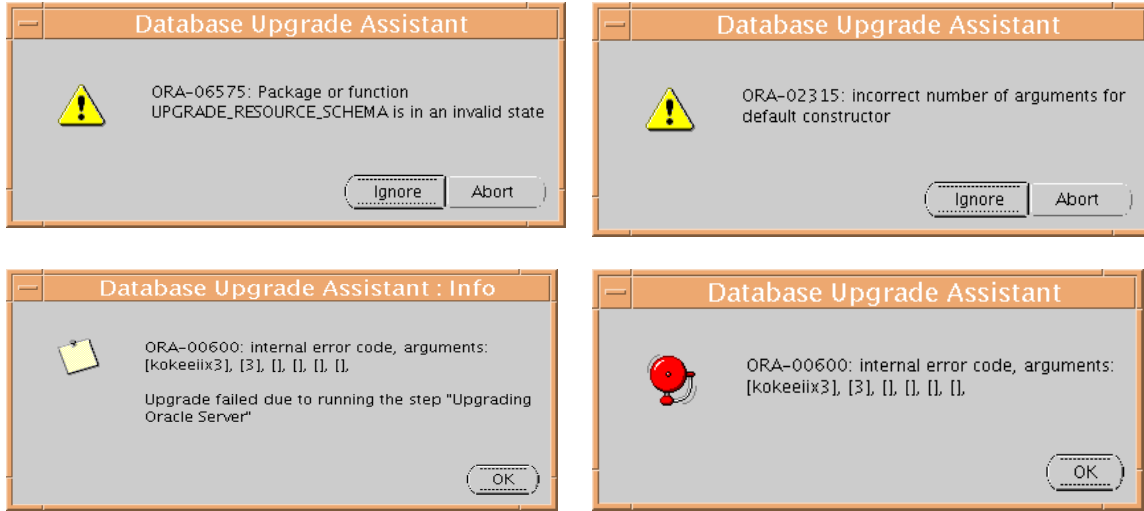 Database Upgrade Assistant
ORA-06575: Package or function
UPGRADE_RESOURCE_SCHEMA is in an invalid state
Ignore
Abort
Database Upgrade Assistant
ORA-02315: incorrect number of arguments for
default constructor
Ignore
Abort
Database Upgrade Assistant : Info
ORA-00600: internal error code, arguments:
[kokeeiix3], [3], [], [], [], [],
Upgrade failed due to running the step "Upgrading
Oracle Server"
OK
Database Upgrade Assistant
ORA-00600: internal error code, arguments:
[kokeeiix3], [3], [], [], [], [],
OK